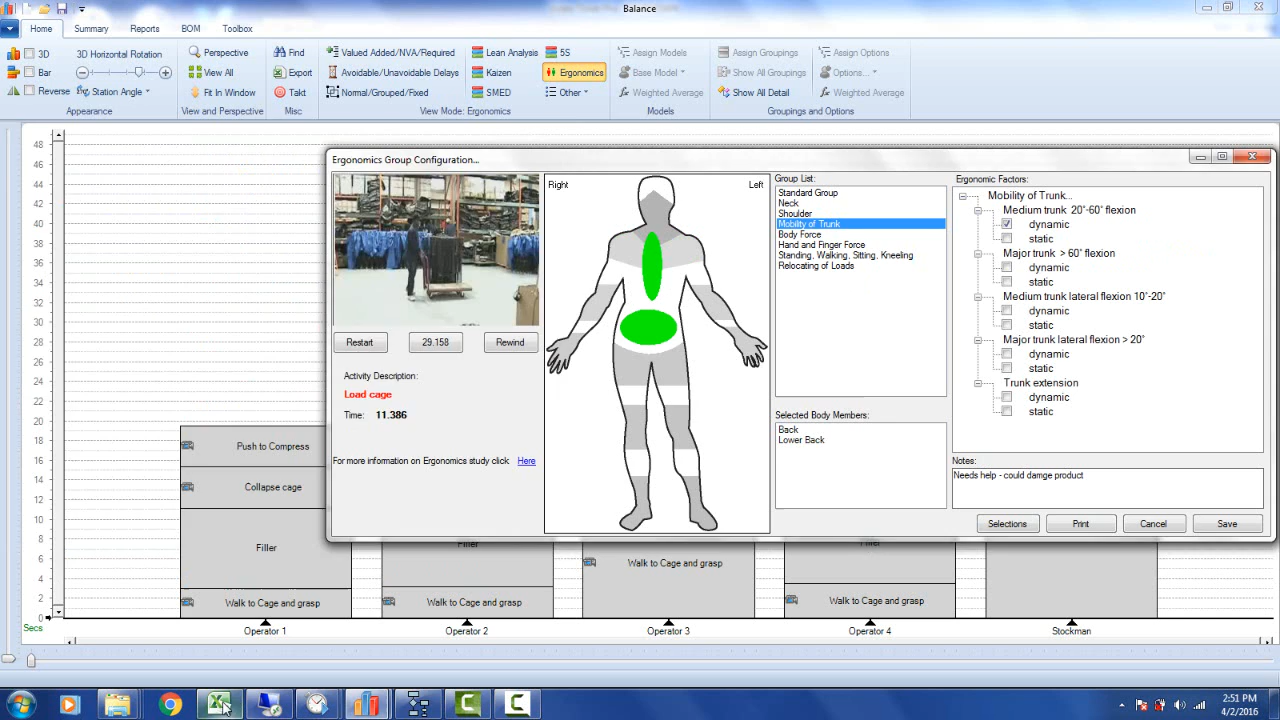 Balance
Home Summary Reports BOM Toolbox
3D 3D Horizontal Rotation Perspective Find Valued Added/NVA/Required Lean Analysis 5S Assign Models Assign Groupings Assign Options
Bar View All Export Avoidable/Unavoidable Delays Kaizen Ergonomics Base Model Show All Groupings Options...
Reverse Station Angle Fit In Window Takt Normal/Grouped/Fixed SMED Other Weighted Average Show All Detail Weighted Average
Appearance View and Perspective Misc View Mode: Ergonomics Models Groupings and Options
48
46
44
42
40
38
36
34
32
30
28
26
24
22
20
18
16
14
12
10
8
6
4
2
0
Secs
Push to Compress
Collapse cage
Filler
Walk to Cage and grasp
Filler
Walk to Cage and grasp
Walk to Cage and grasp
Filler
Walk to Cage and grasp
Operator 1 Operator 2 Operator 3 Operator 4 Stockman
Ergonomics Group Configuration...
Restart 29.158 Rewind
Activity Description:
Load cage
Time: 11.386
For more information on Ergonomics study click Here
Right Left
Group List:
Standard Group
Neck
Shoulder
Mobility of Trunk
Body Force
Hand and Finger Force
Standing, Walking, Sitting, Kneeling
Relocating of Loads
Selected Body Members:
Back
Lower Back
Ergonomic Factors:
Mobility of Trunk...
Medium trunk 20°-60° flexion
dynamic
static
Major trunk > 60° flexion
dynamic
static
Medium trunk lateral flexion 10°-20°
dynamic
static
Major trunk lateral flexion > 20°
dynamic
static
Trunk extension
dynamic
static
Notes:
Needs help - could damge product
Selections Print Cancel Save
2:51 PM
4/2/2016